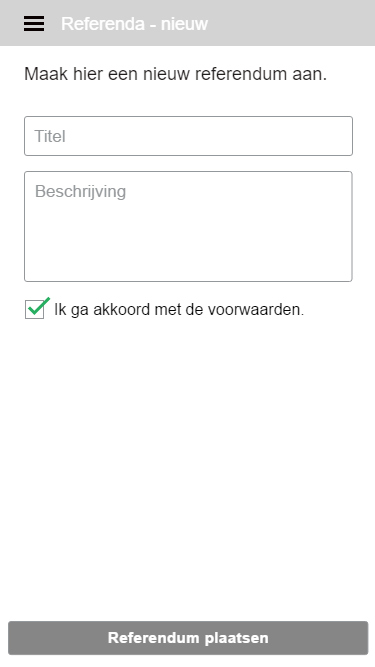 Referenda - nieuw
Maak hier een nieuw referendum aan.
Titel
Beschrijving
Ik ga akkoord met de voorwaarden.
Referendum plaatsen